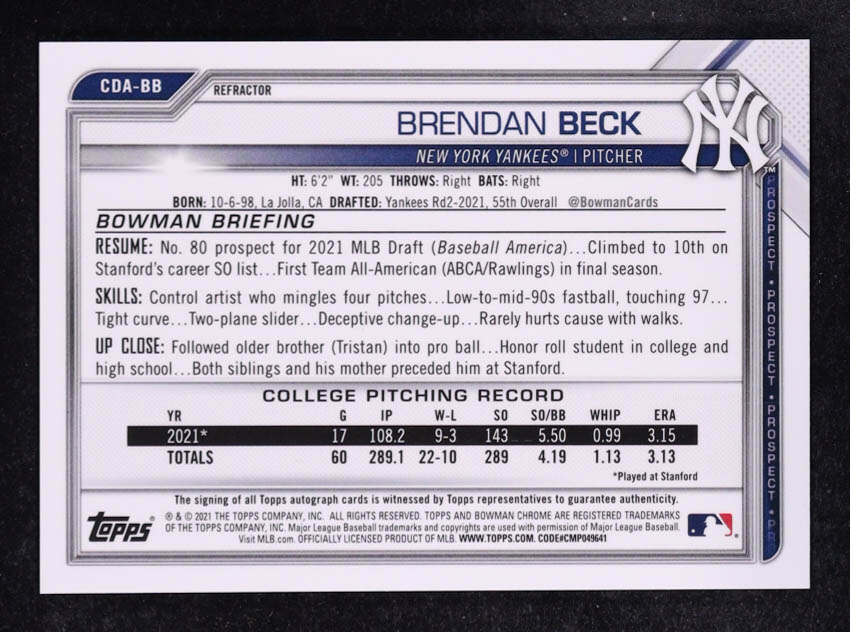 CDA-BB
REFRACTOR
BRENDAN BECK
NEW YORK YANKEES® | PITCHER
NY
TM
HT: 6'2" WT: 205 THROWS: Right BATS: Right
BORN: 10-6-98, La Jolla, CA DRAFTED: Yankees Rd2-2021, 55th Overall @BowmanCards
BOWMAN BRIEFING
RESUME: No. 80 prospect for 2021 MLB Draft (Baseball America)...Climbed to 10th on
Stanford's career SO list...First Team All-American (ABCA/Rawlings) in final season.
SKILLS: Control artist who mingles four pitches...Low-to-mid-90s fastball, touching 97...
Tight curve...Two-plane slider...Deceptive change-up...Rarely hurts cause with walks.
UP CLOSE: Followed older brother (Tristan) into pro ball...Honor roll student in college and
high school...Both siblings and his mother preceded him at Stanford.
COLLEGE PITCHING RECORD
YR G IP W-L SO SO/BB WHIP ERA
2021* 17 108.2 9-3 143 5.50 0.99 3.15
TOTALS 60 289.1 22-10 289 4.19 1.13 3.13
*Played at Stanford
The signing of all Topps autograph cards is witnessed by Topps representatives to guarantee authenticity.
TOPPS®
® & © 2021 THE TOPPS COMPANY, INC. ALL RIGHTS RESERVED. TOPPS AND BOWMAN CHROME ARE REGISTERED TRADEMARKS
OF THE TOPPS COMPANY, INC. Major League Baseball trademarks and copyrights are used with permission of Major League Baseball.
Visit MLB.com. OFFICIALLY LICENSED PRODUCT OF MLB. WWW.TOPPS.COM. CODE#CMP049641
PROSPECT • PROSPECT • PROSPECT • PR